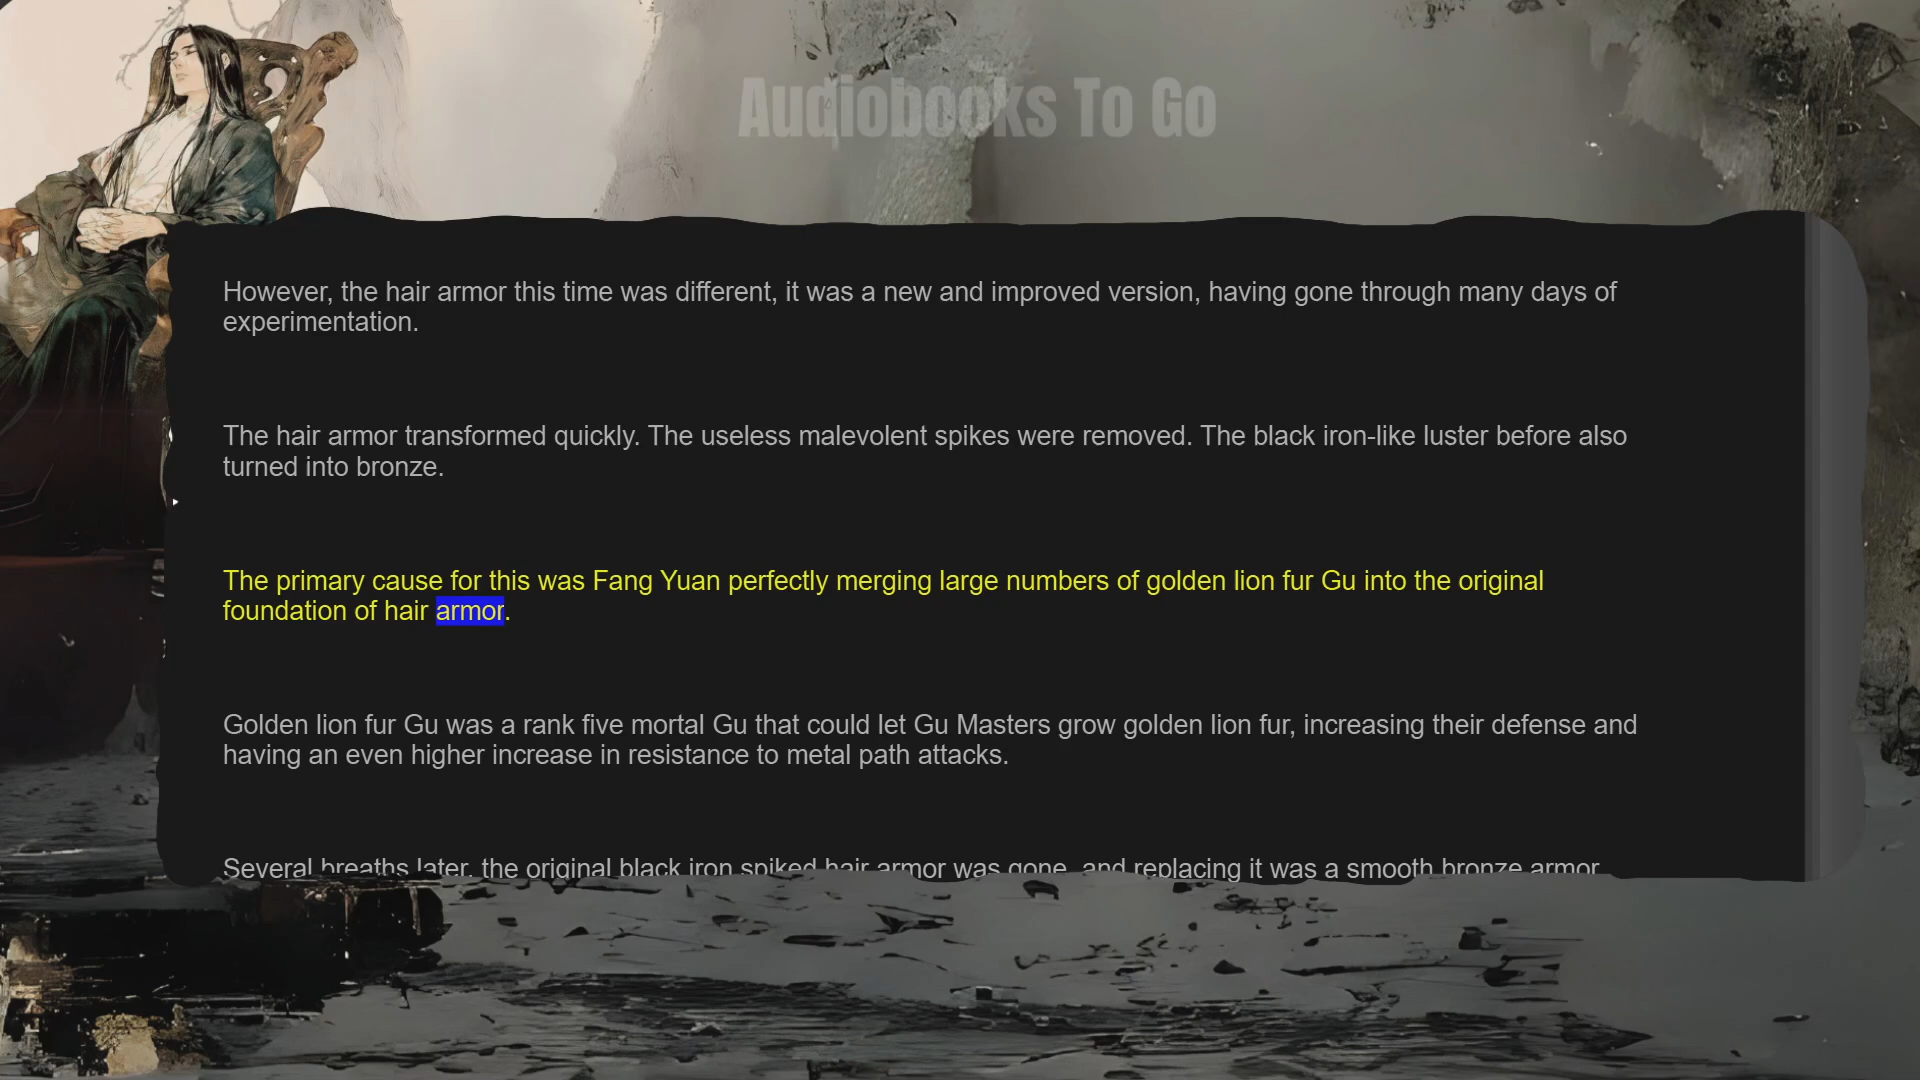 Audiobooks To Go
However, the hair armor this time was different, it was a new and improved version, having gone through many days of
experimentation.
The hair armor transformed quickly. The useless malevolent spikes were removed. The black iron-like luster before also
turned into bronze.
The primary cause for this was Fang Yuan perfectly merging large numbers of golden lion fur Gu into the original
foundation of hair armor.
Golden lion fur Gu was a rank five mortal Gu that could let Gu Masters grow golden lion fur, increasing their defense and
having an even higher increase in resistance to metal path attacks.
Several breaths later, the original black iron spiked hair armor was gone, and replacing it was a smooth bronze armor